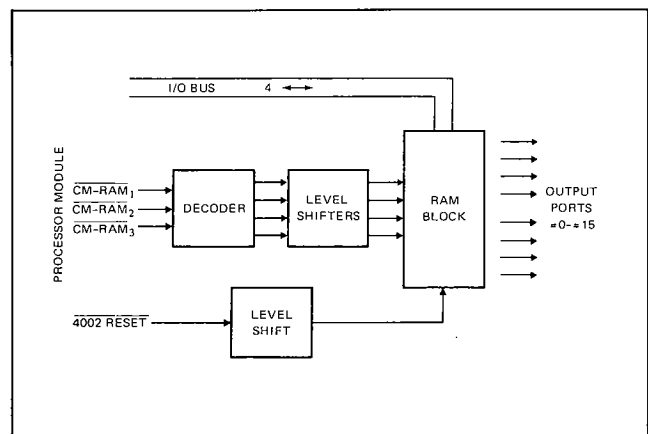 I/O BUS 4
PROCESSOR MODULE
CM-RAM1
CM-RAM2
CM-RAM3
DECODER
LEVEL
SHIFTERS
RAM
BLOCK
OUTPUT
PORTS
#0-#15
4002 RESET
LEVEL
SHIFT